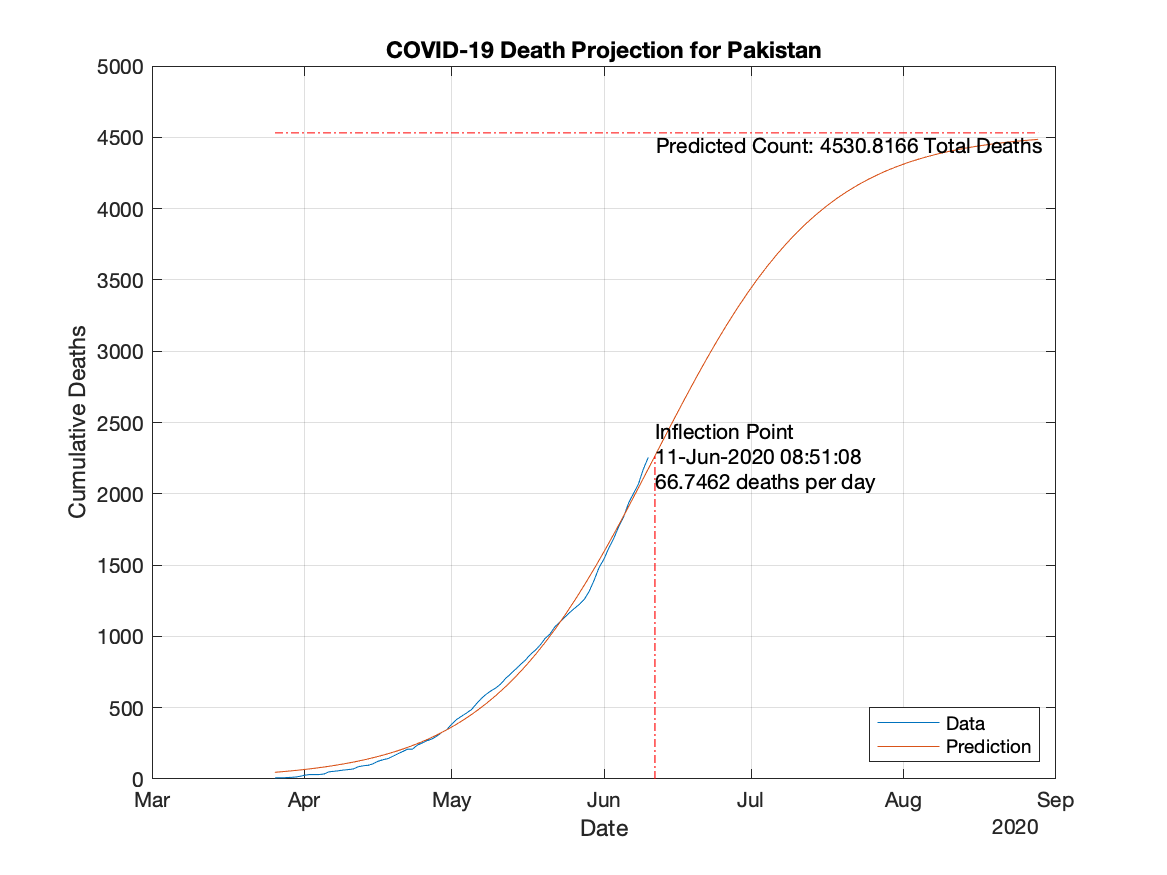 COVID-19 Death Projection for Pakistan
5000
4500
4000
3500
3000
2500
2000
1500
1000
500
0
Cumulative Deaths
Predicted Count: 4530.8166 Total Deaths
Inflection Point
11-Jun-2020 08:51:08
66.7462 deaths per day
Data
Prediction
Mar Apr May Jun Jul Aug Sep
Date
2020